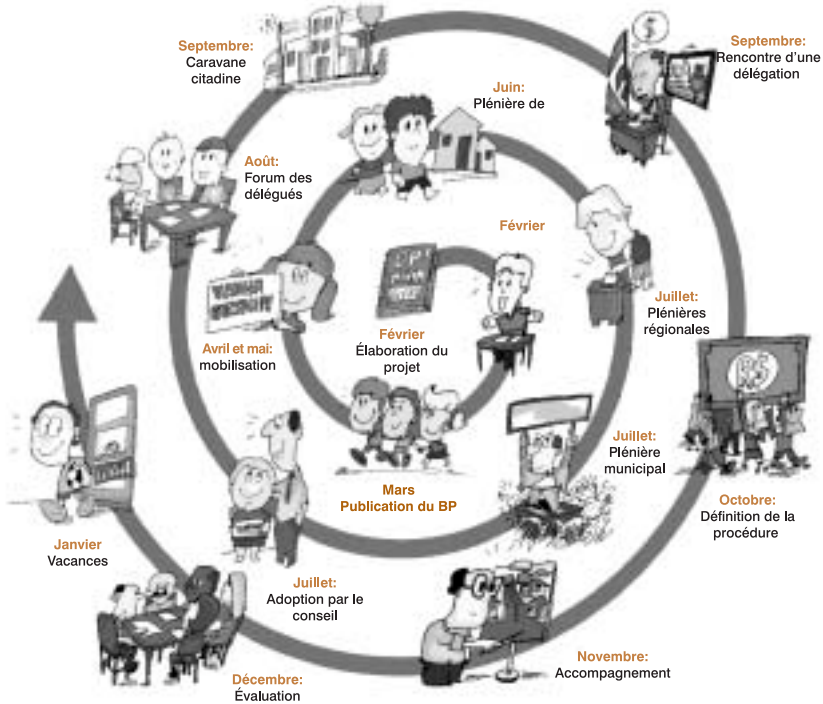 Février
Élaboration du
projet
Février
Mars
Publication du BP
Avril et mai:
mobilisation
Juin:
Plénière de
Juillet:
Plénières
régionales
Juillet:
Plénière
municipal
Juillet:
Adoption par le
conseil
Août:
Forum des
délégués
Septembre:
Caravane
citadine
$
Septembre:
Rencontre d'une
délégation
R$
Octobre:
Définition de la
procédure
Novembre:
Accompagnement
Décembre:
Évaluation
Janvier
Vacances